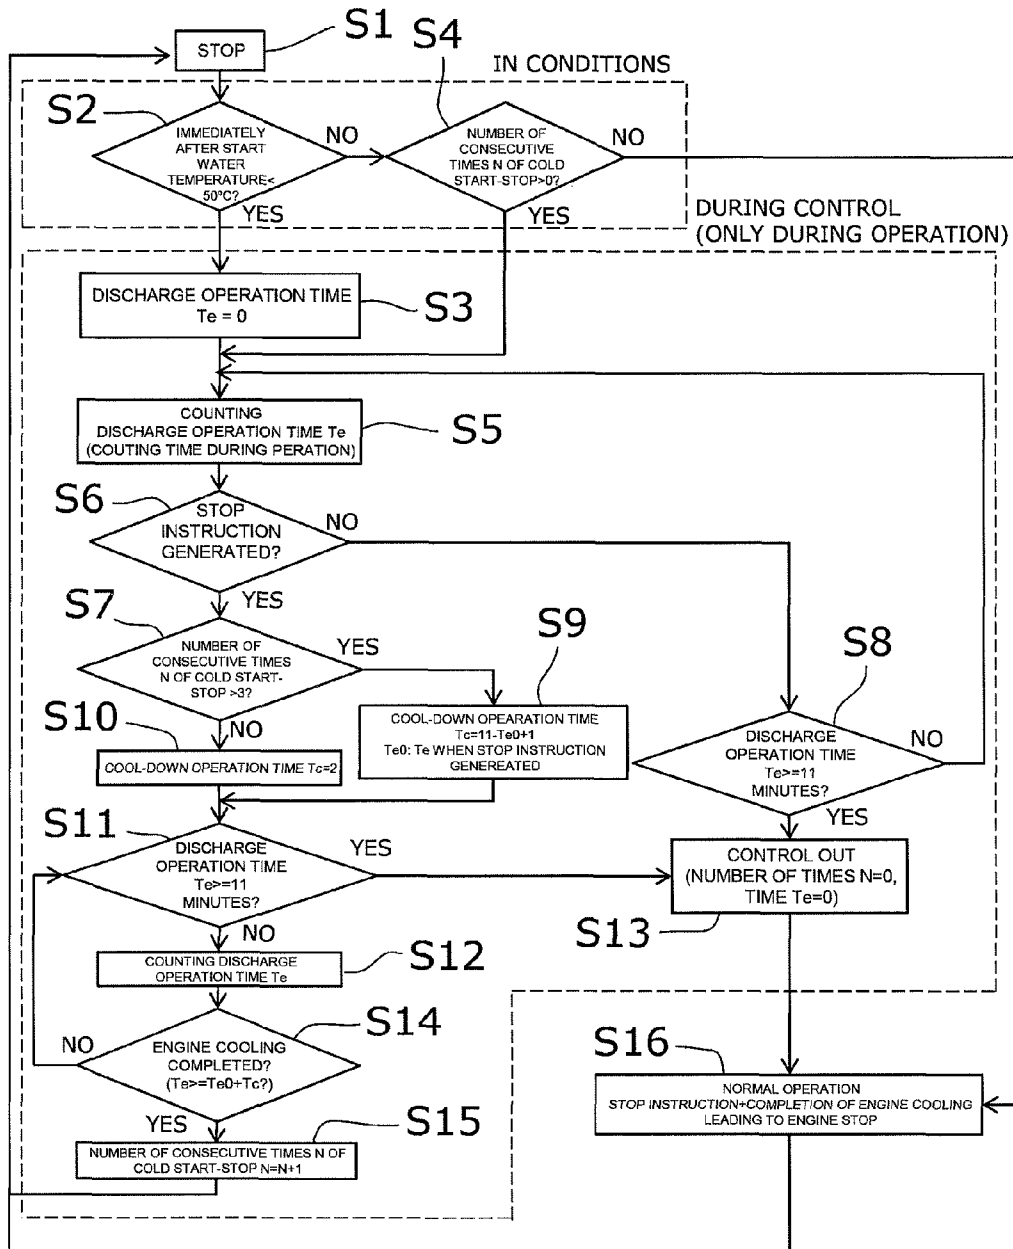 S1
STOP
S4
IN CONDITIONS
S2
IMMEDIATELY
AFTER START
WATER
TEMPERATURE<
50°C?
NO
NUMBER OF
CONSECUTIVE
TIMES N OF COLD
START-STOP>0?
NO
YES
YES
DURING CONTROL
(ONLY DURING OPERATION)
DISCHARGE OPERATION TIME
Te = 0
S3
COUNTING
DISCHARGE OPERATION TIME Te
(COUTING TIME DURING PERATION)
S5
S6
STOP
INSTRUCTION
GENERATED?
NO
YES
S7
NUMBER OF
CONSECUTIVE TIMES
N OF COLD START-
STOP >3?
YES
NO
S9
COOL-DOWN OPEARATION TIME
Tc=11-Te0+1
Te0: Te WHEN STOP INSTRUCTION
GENEREATED
S8
DISCHARGE
OPERATION TIME
Te>=11
MINUTES?
NO
YES
S10
COOL-DOWN OPERATION TIME Tc=2
S11
DISCHARGE
OPERATION TIME
Te>=11
MINUTES?
YES
NO
CONTROL OUT
(NUMBER OF TIMES N=0,
TIME Te=0)
S13
COUNTING DISCHARGE
OPERATION TIME Te
S12
S14
ENGINE COOLING
COMPLETED?
(Te>=Te0+Tc?)
NO
YES
S15
NUMBER OF CONSECUTIVE TIMES N OF
COLD START-STOP N=N+1
S16
NORMAL OPERATION
STOP INSTRUCTION+COMPLETION OF ENGINE COOLING
LEADING TO ENGINE STOP